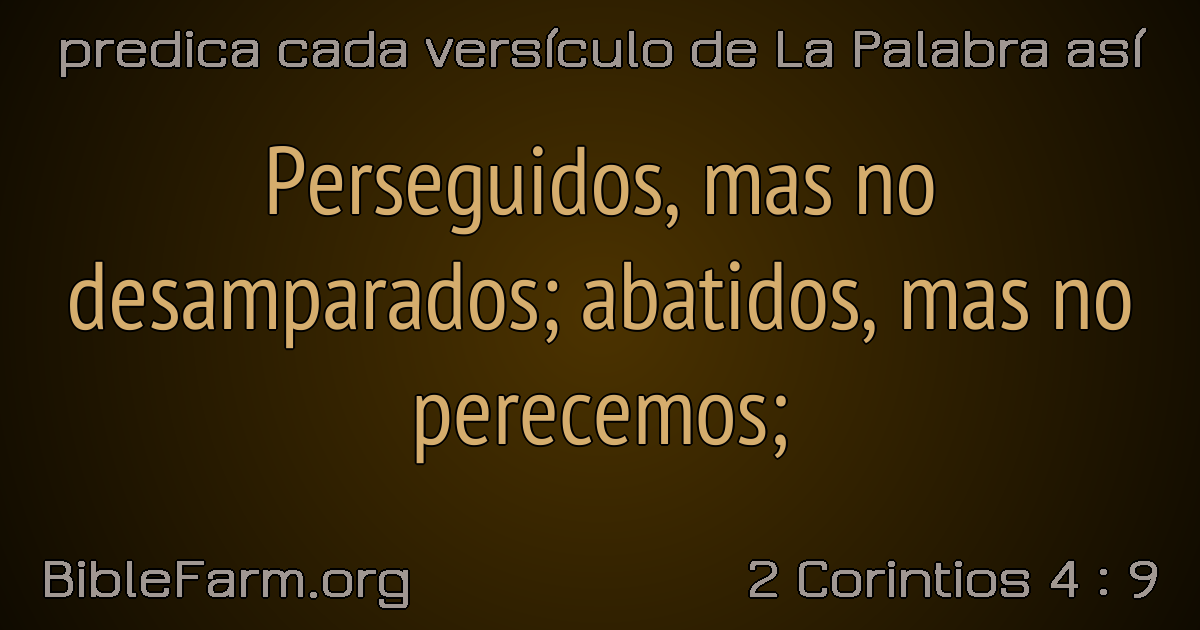 predica cada versículo de La Palabra así
Perseguidos, mas no
desamparados; abatidos, mas no
perecemos;
BibleFarm.org
2 Corintios 4 : 9